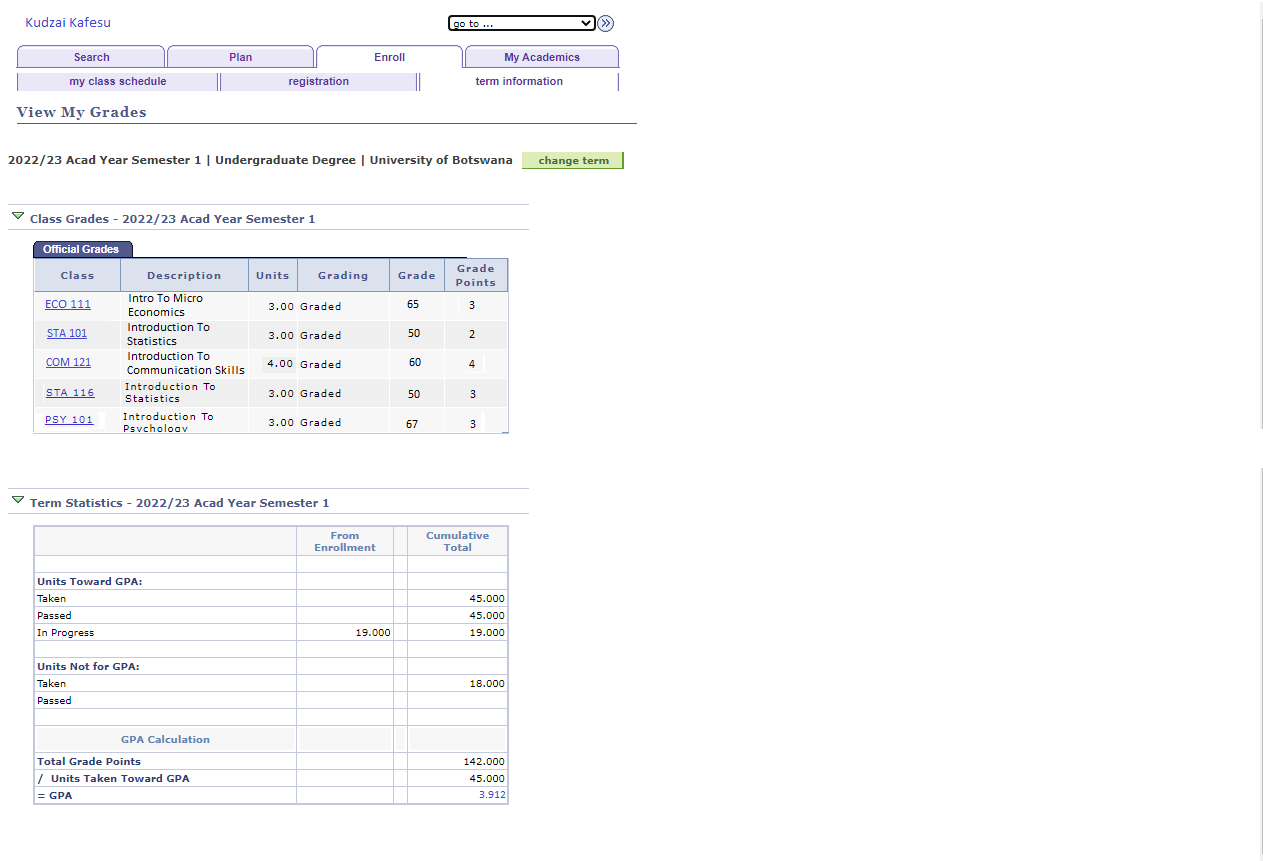 Kudzai Kafesu
go to ...
Search Plan Enroll My Academics
my class schedule registration term information
View My Grades
2022/23 Acad Year Semester 1 | Undergraduate Degree | University of Botswana change term
Class Grades - 2022/23 Acad Year Semester 1
Official Grades
Class Description Units Grading Grade Grade Points
ECO 111 Intro To Micro Economics 3.00 Graded 65 3
STA 101 Introduction To Statistics 3.00 Graded 50 2
COM 121 Introduction To Communication Skills 4.00 Graded 60 4
STA 116 Introduction To Statistics 3.00 Graded 50 3
PSY 101 Introduction To Psychology 3.00 Graded 67 3
Term Statistics - 2022/23 Acad Year Semester 1
From Enrollment Cumulative Total
Units Toward GPA:
Taken 45.000
Passed 45.000
In Progress 19.000 19.000
Units Not for GPA:
Taken 18.000
Passed
GPA Calculation
Total Grade Points 142.000
/ Units Taken Toward GPA 45.000
= GPA 3.912